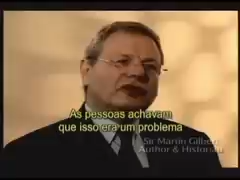 As pessoas achavam
que isso era um problema
Sir Martin Gilbert
Author & Historian